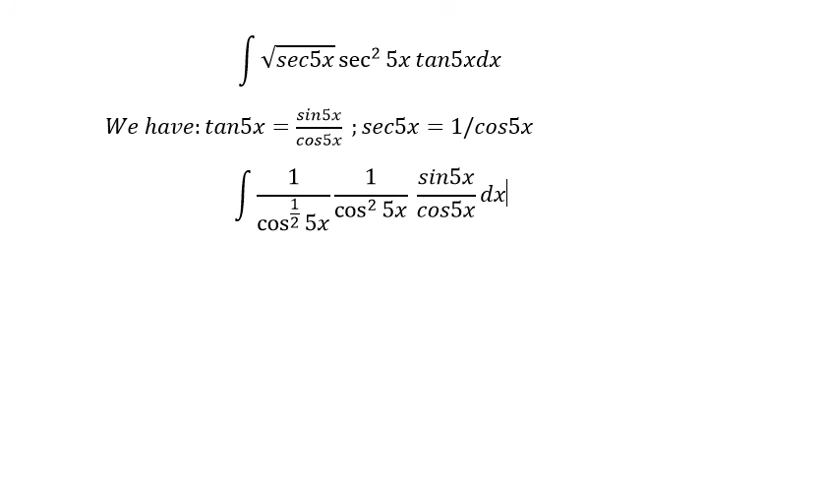 ∫ √sec5x sec² 5x tan5xdx
We have: tan5x = sin5x/cos5x ; sec5x = 1/cos5x
∫ 1/cos^(1/2) 5x 1/cos² 5x sin5x/cos5x dx